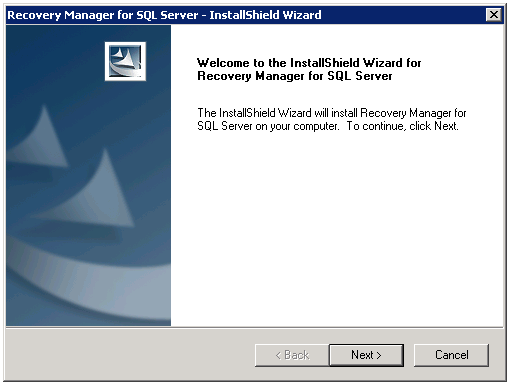 Recovery Manager for SQL Server - InstallShield Wizard
Welcome to the InstallShield Wizard for
Recovery Manager for SQL Server
The InstallShield Wizard will install Recovery Manager for
SQL Server on your computer. To continue, click Next.
< Back
Next >
Cancel